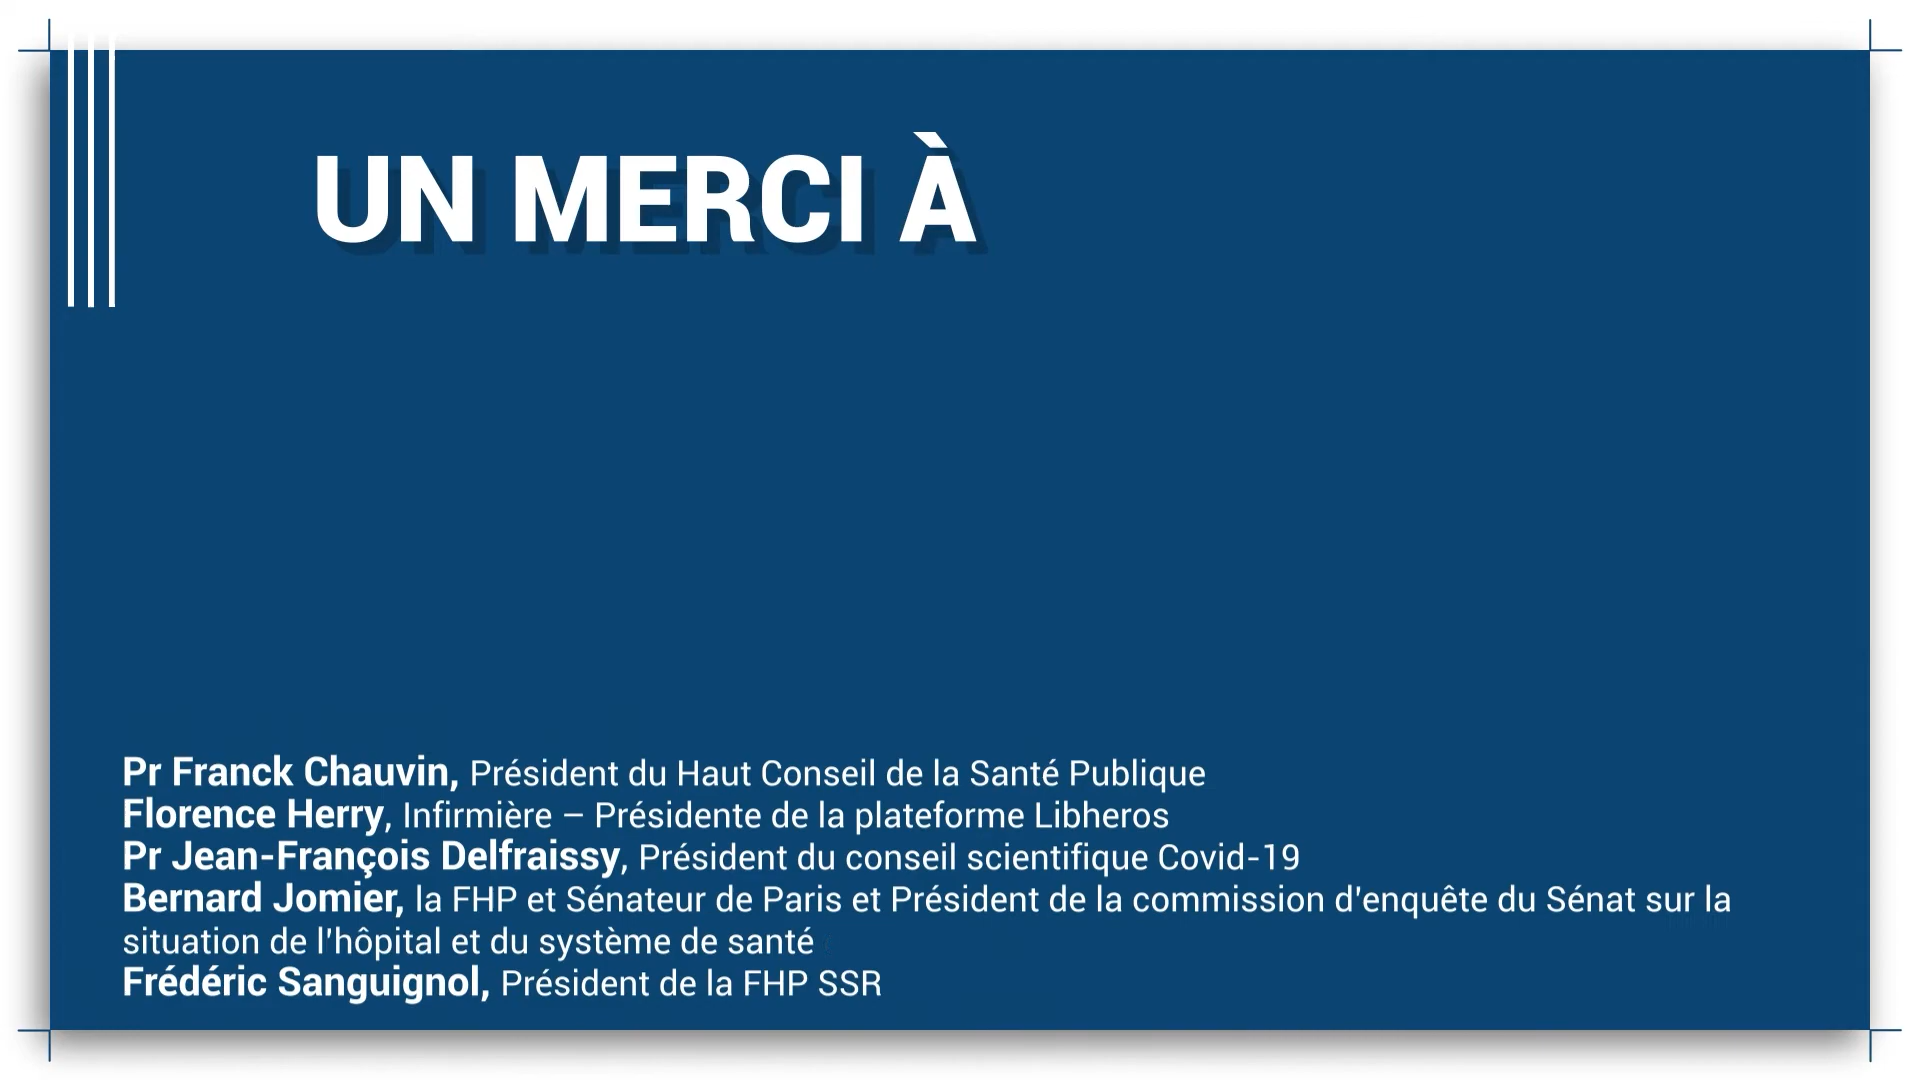 UN MERCI À
Pr Franck Chauvin, Président du Haut Conseil de la Santé Publique
Florence Herry, Infirmière – Présidente de la plateforme Libheros
Pr Jean-François Delfraissy, Président du conseil scientifique Covid-19
Bernard Jomier, la FHP et Sénateur de Paris et Président de la commission d'enquête du Sénat sur la
situation de l'hôpital et du système de santé
Frédéric Sanguignol, Président de la FHP SSR